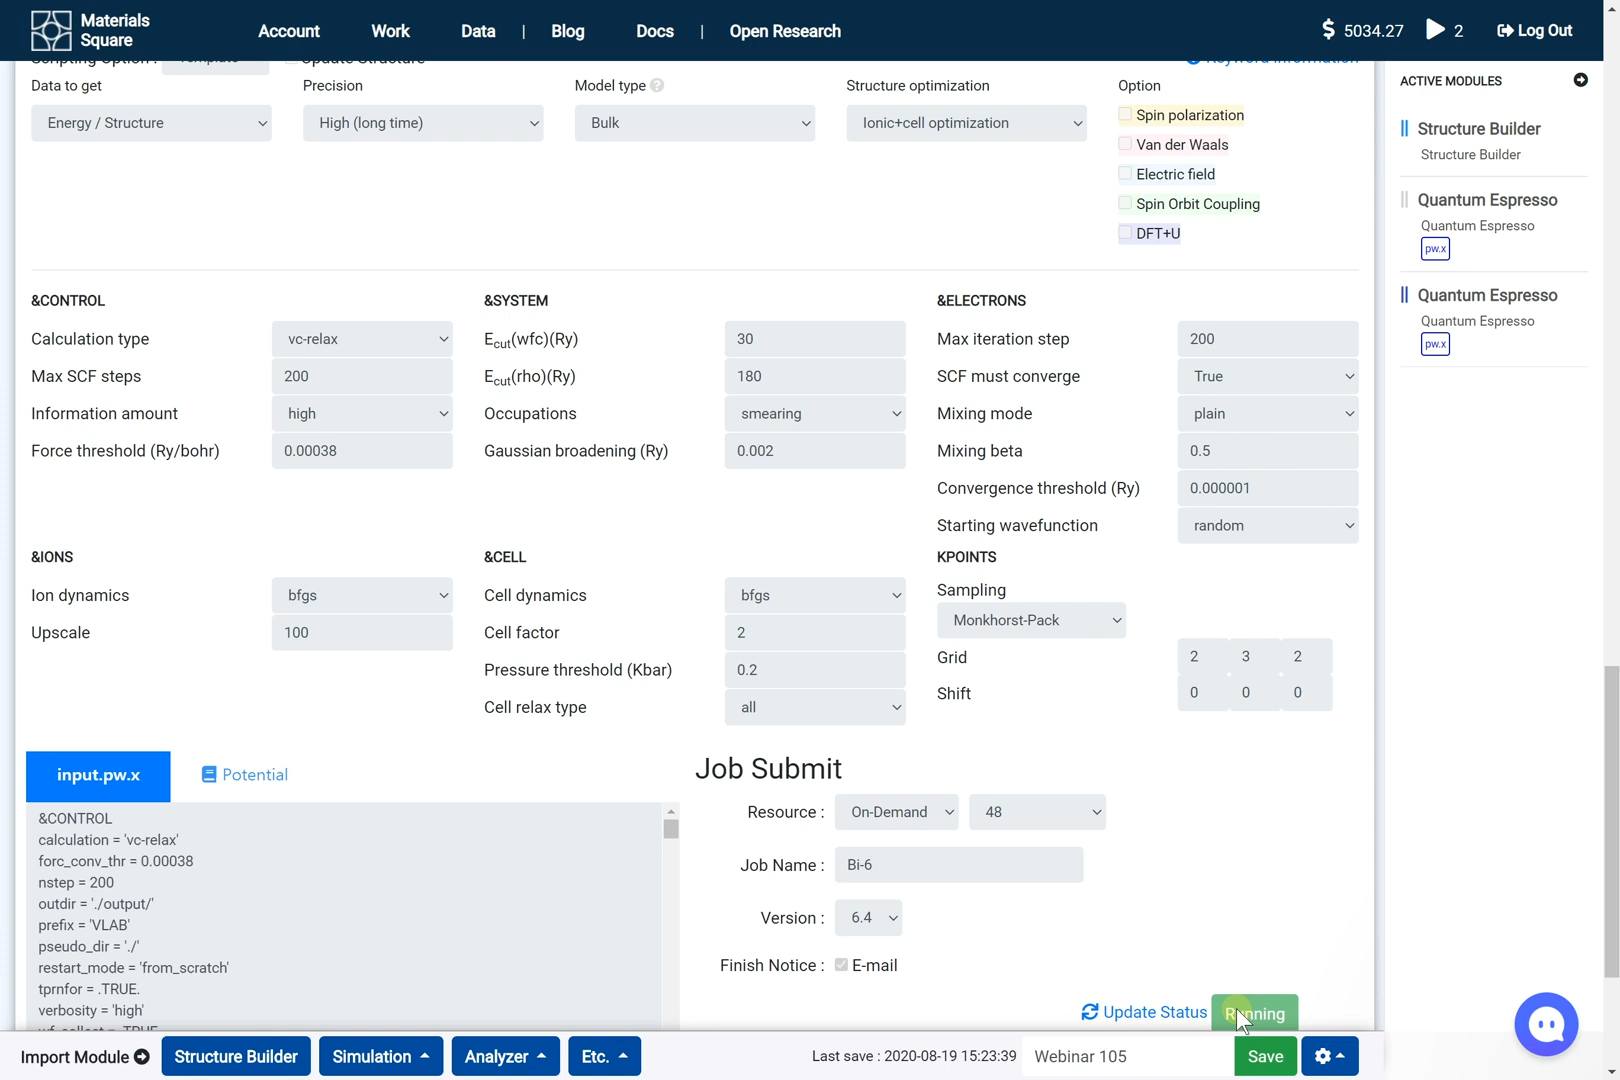 Materials
Square
Account
Work
Data
|
Blog
Docs
|
Open Research
$ 5034.27
2
Log Out
Scripting Option : Template Update Structure
Keyword information
Data to get
Precision
Model type ?
Structure optimization
Option
Energy / Structure
High (long time)
Bulk
Ionic+cell optimization
Spin polarization
Van der Waals
Electric field
Spin Orbit Coupling
DFT+U
&CONTROL
Calculation type vc-relax
Max SCF steps 200
Information amount high
Force threshold (Ry/bohr) 0.00038
&SYSTEM
Ecut(wfc)(Ry) 30
Ecut(rho)(Ry) 180
Occupations smearing
Gaussian broadening (Ry) 0.002
&ELECTRONS
Max iteration step 200
SCF must converge True
Mixing mode plain
Mixing beta 0.5
Convergence threshold (Ry) 0.000001
Starting wavefunction random
&IONS
Ion dynamics bfgs
Upscale 100
&CELL
Cell dynamics bfgs
Cell factor 2
Pressure threshold (Kbar) 0.2
Cell relax type all
KPOINTS
Sampling
Monkhorst-Pack
Grid 2 3 2
Shift 0 0 0
input.pw.x
Potential
&CONTROL
calculation = 'vc-relax'
forc_conv_thr = 0.00038
nstep = 200
outdir = './output/'
prefix = 'VLAB'
pseudo_dir = './'
restart_mode = 'from_scratch'
tprnfor = .TRUE.
verbosity = 'high'
wf_collect = .TRUE.
Job Submit
Resource : On-Demand 48
Job Name : Bi-6
Version : 6.4
Finish Notice : E-mail
Update Status
Running
ACTIVE MODULES
Structure Builder
Structure Builder
Quantum Espresso
Quantum Espresso
pw.x
Quantum Espresso
Quantum Espresso
pw.x
Import Module
Structure Builder
Simulation
Analyzer
Etc.
Last save : 2020-08-19 15:23:39
Webinar 105
Save